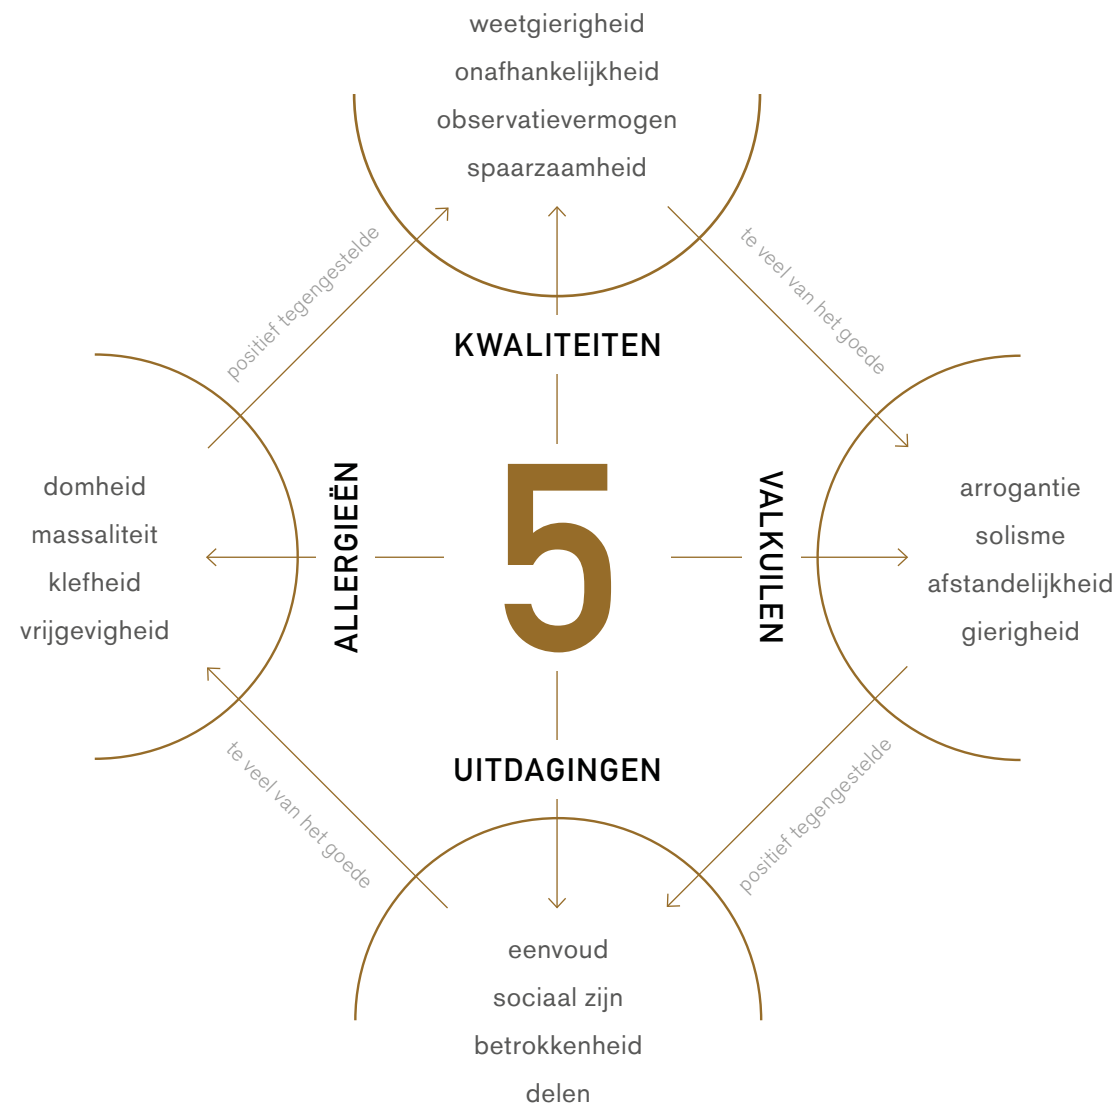 weetgierigheid
onafhankelijkheid
observatievermogen
spaarzaamheid
positief tegengestelde
te veel van het goede
KWALITEITEN
domheid
massaliteit
klefheid
vrijgevigheid
ALLERGIEËN
5
VALKUILEN
arrogantie
solisme
afstandelijkheid
gierigheid
UITDAGINGEN
te veel van het goede
positief tegengestelde
eenvoud
sociaal zijn
betrokkenheid
delen